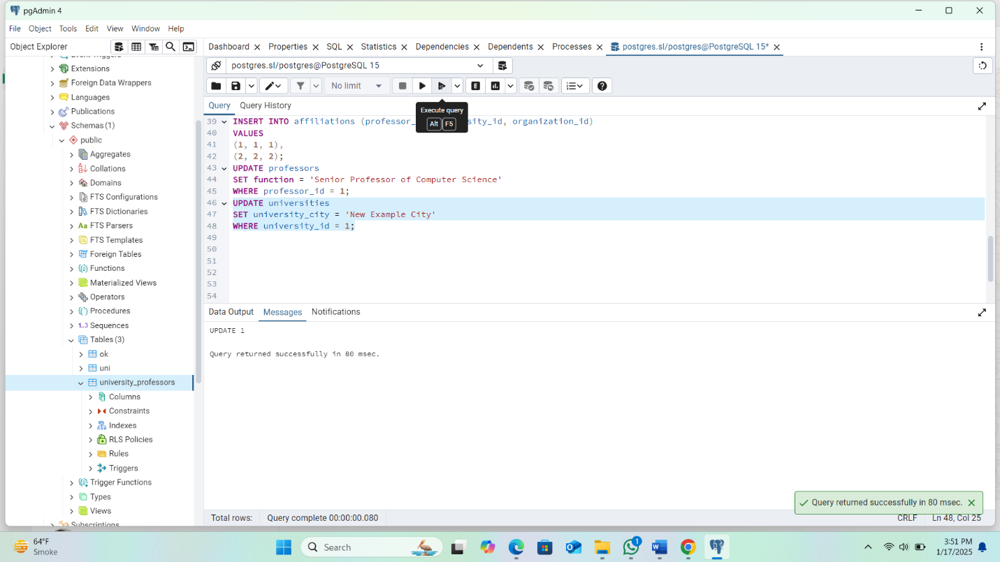 pgAdmin 4
File Object Tools Edit View Window Help
Object Explorer
Dashboard Properties SQL Statistics Dependencies Dependents Processes postgres.sl/postgres@PostgreSQL 15*
Event Triggers
Extensions
Foreign Data Wrappers
Languages
Publications
Schemas (1)
public
Aggregates
Collations
Domains
FTS Configurations
FTS Dictionaries
Aa FTS Parsers
FTS Templates
Foreign Tables
Functions
Materialized Views
Operators
Procedures
1..3 Sequences
Tables (3)
ok
uni
university_professors
Columns
Constraints
Indexes
RLS Policies
Rules
Triggers
Trigger Functions
Types
Views
Subscriptions
postgres.sl/postgres@PostgreSQL 15
No limit
E
Query Query History
Execute query
Alt F5
39 INSERT INTO affiliations (professor_ sity_id, organization_id)
40 VALUES
41 (1, 1, 1),
42 (2, 2, 2);
43 UPDATE professors
44 SET function = 'Senior Professor of Computer Science'
45 WHERE professor_id = 1;
46 UPDATE universities
47 SET university_city = 'New Example City'
48 WHERE university_id = 1;
49
50
51
52
53
54
Data Output Messages Notifications
UPDATE 1
Query returned successfully in 80 msec.
Query returned successfully in 80 msec.
Total rows: Query complete 00:00:00.080 CRLF Ln 48, Col 25
64°F
Smoke
Search
1
3:51 PM
1/17/2025